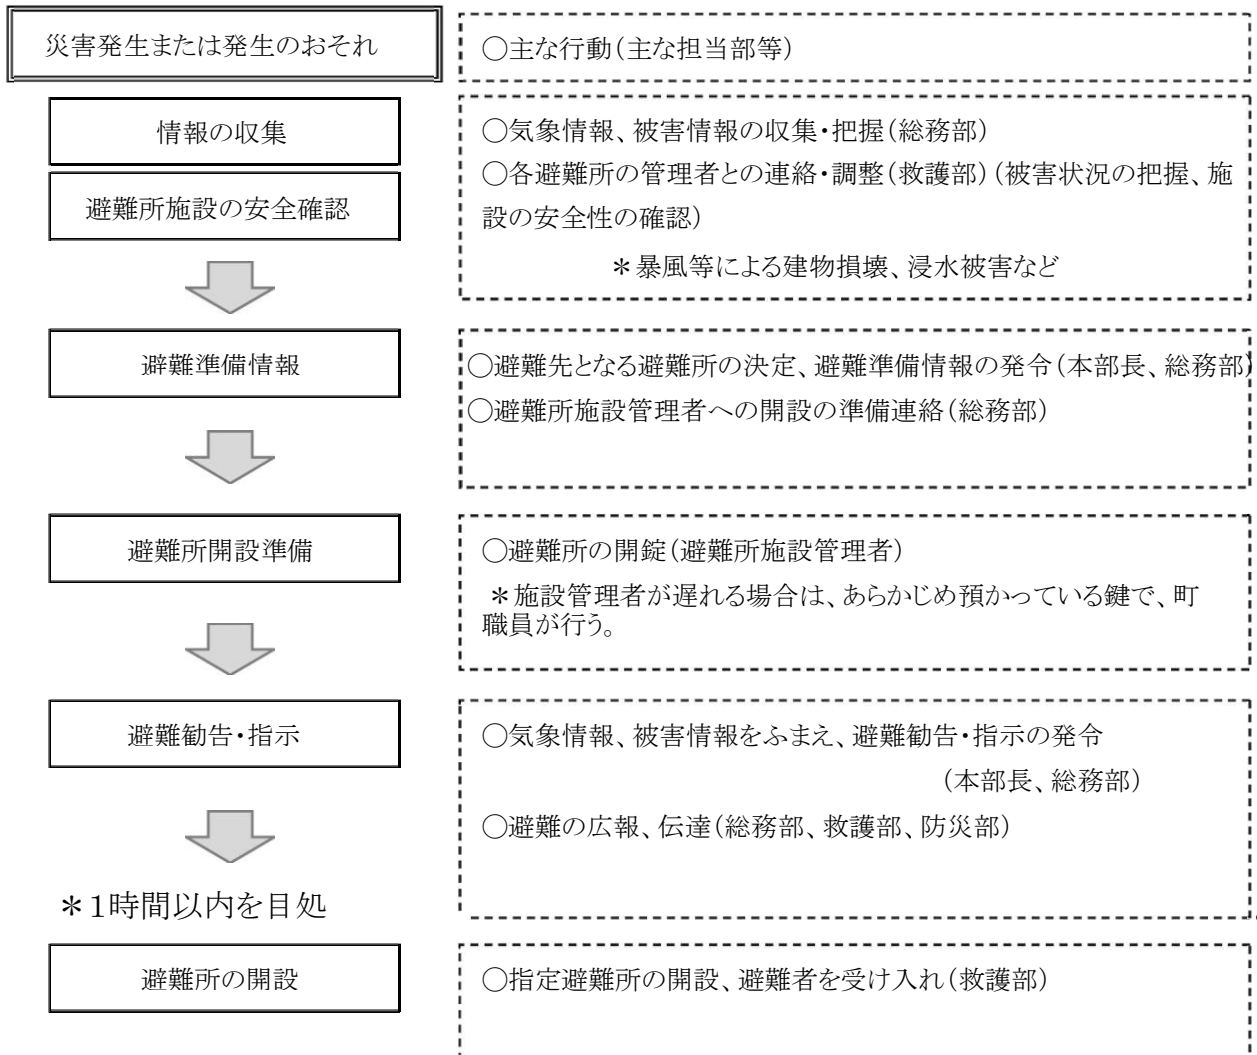 災害発生または発生のおそれ
○主な行動(主な担当部等)
情報の収集
避難所施設の安全確認
○気象情報、被害情報の収集・把握(総務部)
○各避難所の管理者との連絡・調整(救護部)(被害状況の把握、施
設の安全性の確認)
＊暴風等による建物損壊、浸水被害など
避難準備情報
○避難先となる避難所の決定、避難準備情報の発令(本部長、総務部)
○避難所施設管理者への開設の準備連絡(総務部)
避難所開設準備
○避難所の開錠(避難所施設管理者)
＊施設管理者が遅れる場合は、あらかじめ預かっている鍵で、町
職員が行う。
避難勧告・指示
○気象情報、被害情報をふまえ、避難勧告・指示の発令
(本部長、総務部)
○避難の広報、伝達(総務部、救護部、防災部)
＊1時間以内を目処
避難所の開設
○指定避難所の開設、避難者を受け入れ(救護部)